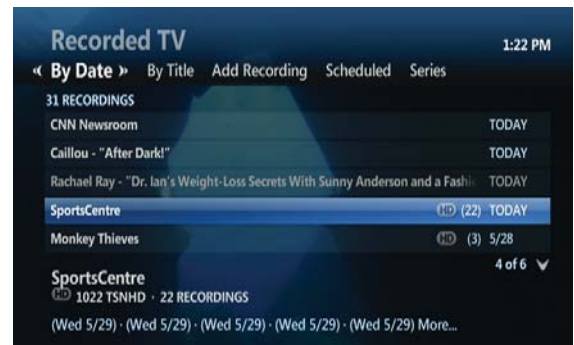 Recorded TV 1:22 PM
« By Date » By Title Add Recording Scheduled Series
31 RECORDINGS
CNN Newsroom TODAY
Caillou - "After Dark!" TODAY
Rachael Ray - "Dr. Ian's Weight-Loss Secrets With Sunny Anderson and a Fashi TODAY
SportsCentre HD (22) TODAY
Monkey Thieves HD (3) 5/28
4 of 6
SportsCentre
HD 1022 TSNHD · 22 RECORDINGS
(Wed 5/29) · (Wed 5/29) · (Wed 5/29) · (Wed 5/29) · (Wed 5/29) More...